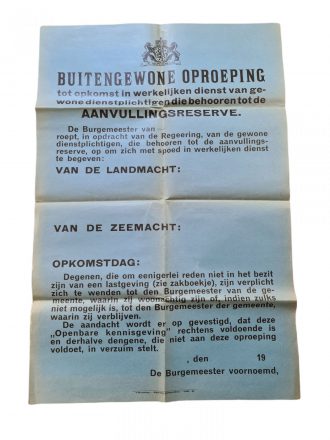 BUITENGEWONE OPROEPING
tot opkomst in werkelijken dienst van ge-
wone dienstplichtigen die behooren tot de
AANVULLINGSRESERVE.
De Burgemeester van
roept, in opdracht van de Regeering, van de gewone
dienstplichtigen, die behooren tot de aanvullings-
reserve, op om zich met spoed in werkelijken dienst
te begeven:
VAN DE LANDMACHT:
VAN DE ZEEMACHT:
OPKOMSTDAG:
Degenen, die om eenigerlei reden niet in het bezit
zijn van een lastgeving (zie zakboekje), zijn verplicht
zich te wenden tot den Burgemeester van de ge-
meente, waarin zij woonachtig zijn of, indien zulks
niet mogelijk is, tot den Burgemeester der gemeente,
waarin zij verblijven.
De aandacht wordt er op gevestigd, dat deze
"Openbare kennisgeving" rechtens voldoende is
en derhalve dengene, die niet aan deze oproeping
voldoet, in verzuim stelt.
, den 19
De Burgemeester voornoemd,